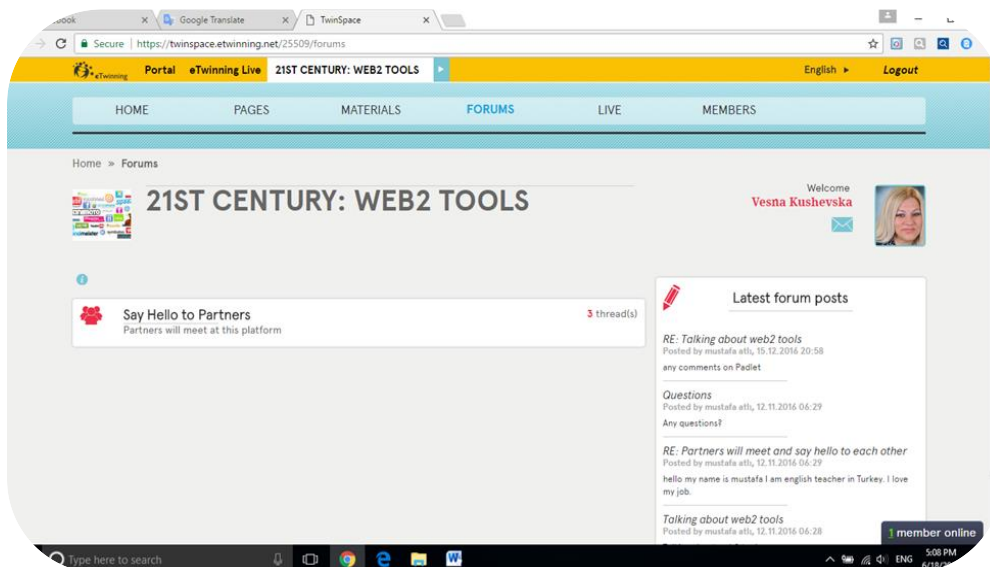 Google Translate
TwinSpace
Secure https://twinspace.etwinning.net/25509/forums
eTwinning Portal eTwinning Live 21ST CENTURY: WEB2 TOOLS English Logout
HOME PAGES MATERIALS FORUMS LIVE MEMBERS
Home » Forums
21ST CENTURY: WEB2 TOOLS
Welcome
Vesna Kushevska
Say Hello to Partners
Partners will meet at this platform
3 thread(s)
Latest forum posts
RE: Talking about web2 tools
Posted by mustafa atlı, 15.12.2016 20:58
any comments on Padlet
Questions
Posted by mustafa atlı, 12.11.2016 06:29
Any questions?
RE: Partners will meet and say hello to each other
Posted by mustafa atlı, 12.11.2016 06:29
hello my name is mustafa I am english teacher in Turkey. I love
my job.
Talking about web2 tools
Posted by mustafa atlı, 12.11.2016 06:28
1 member online
Type here to search
ENG
5:08 PM